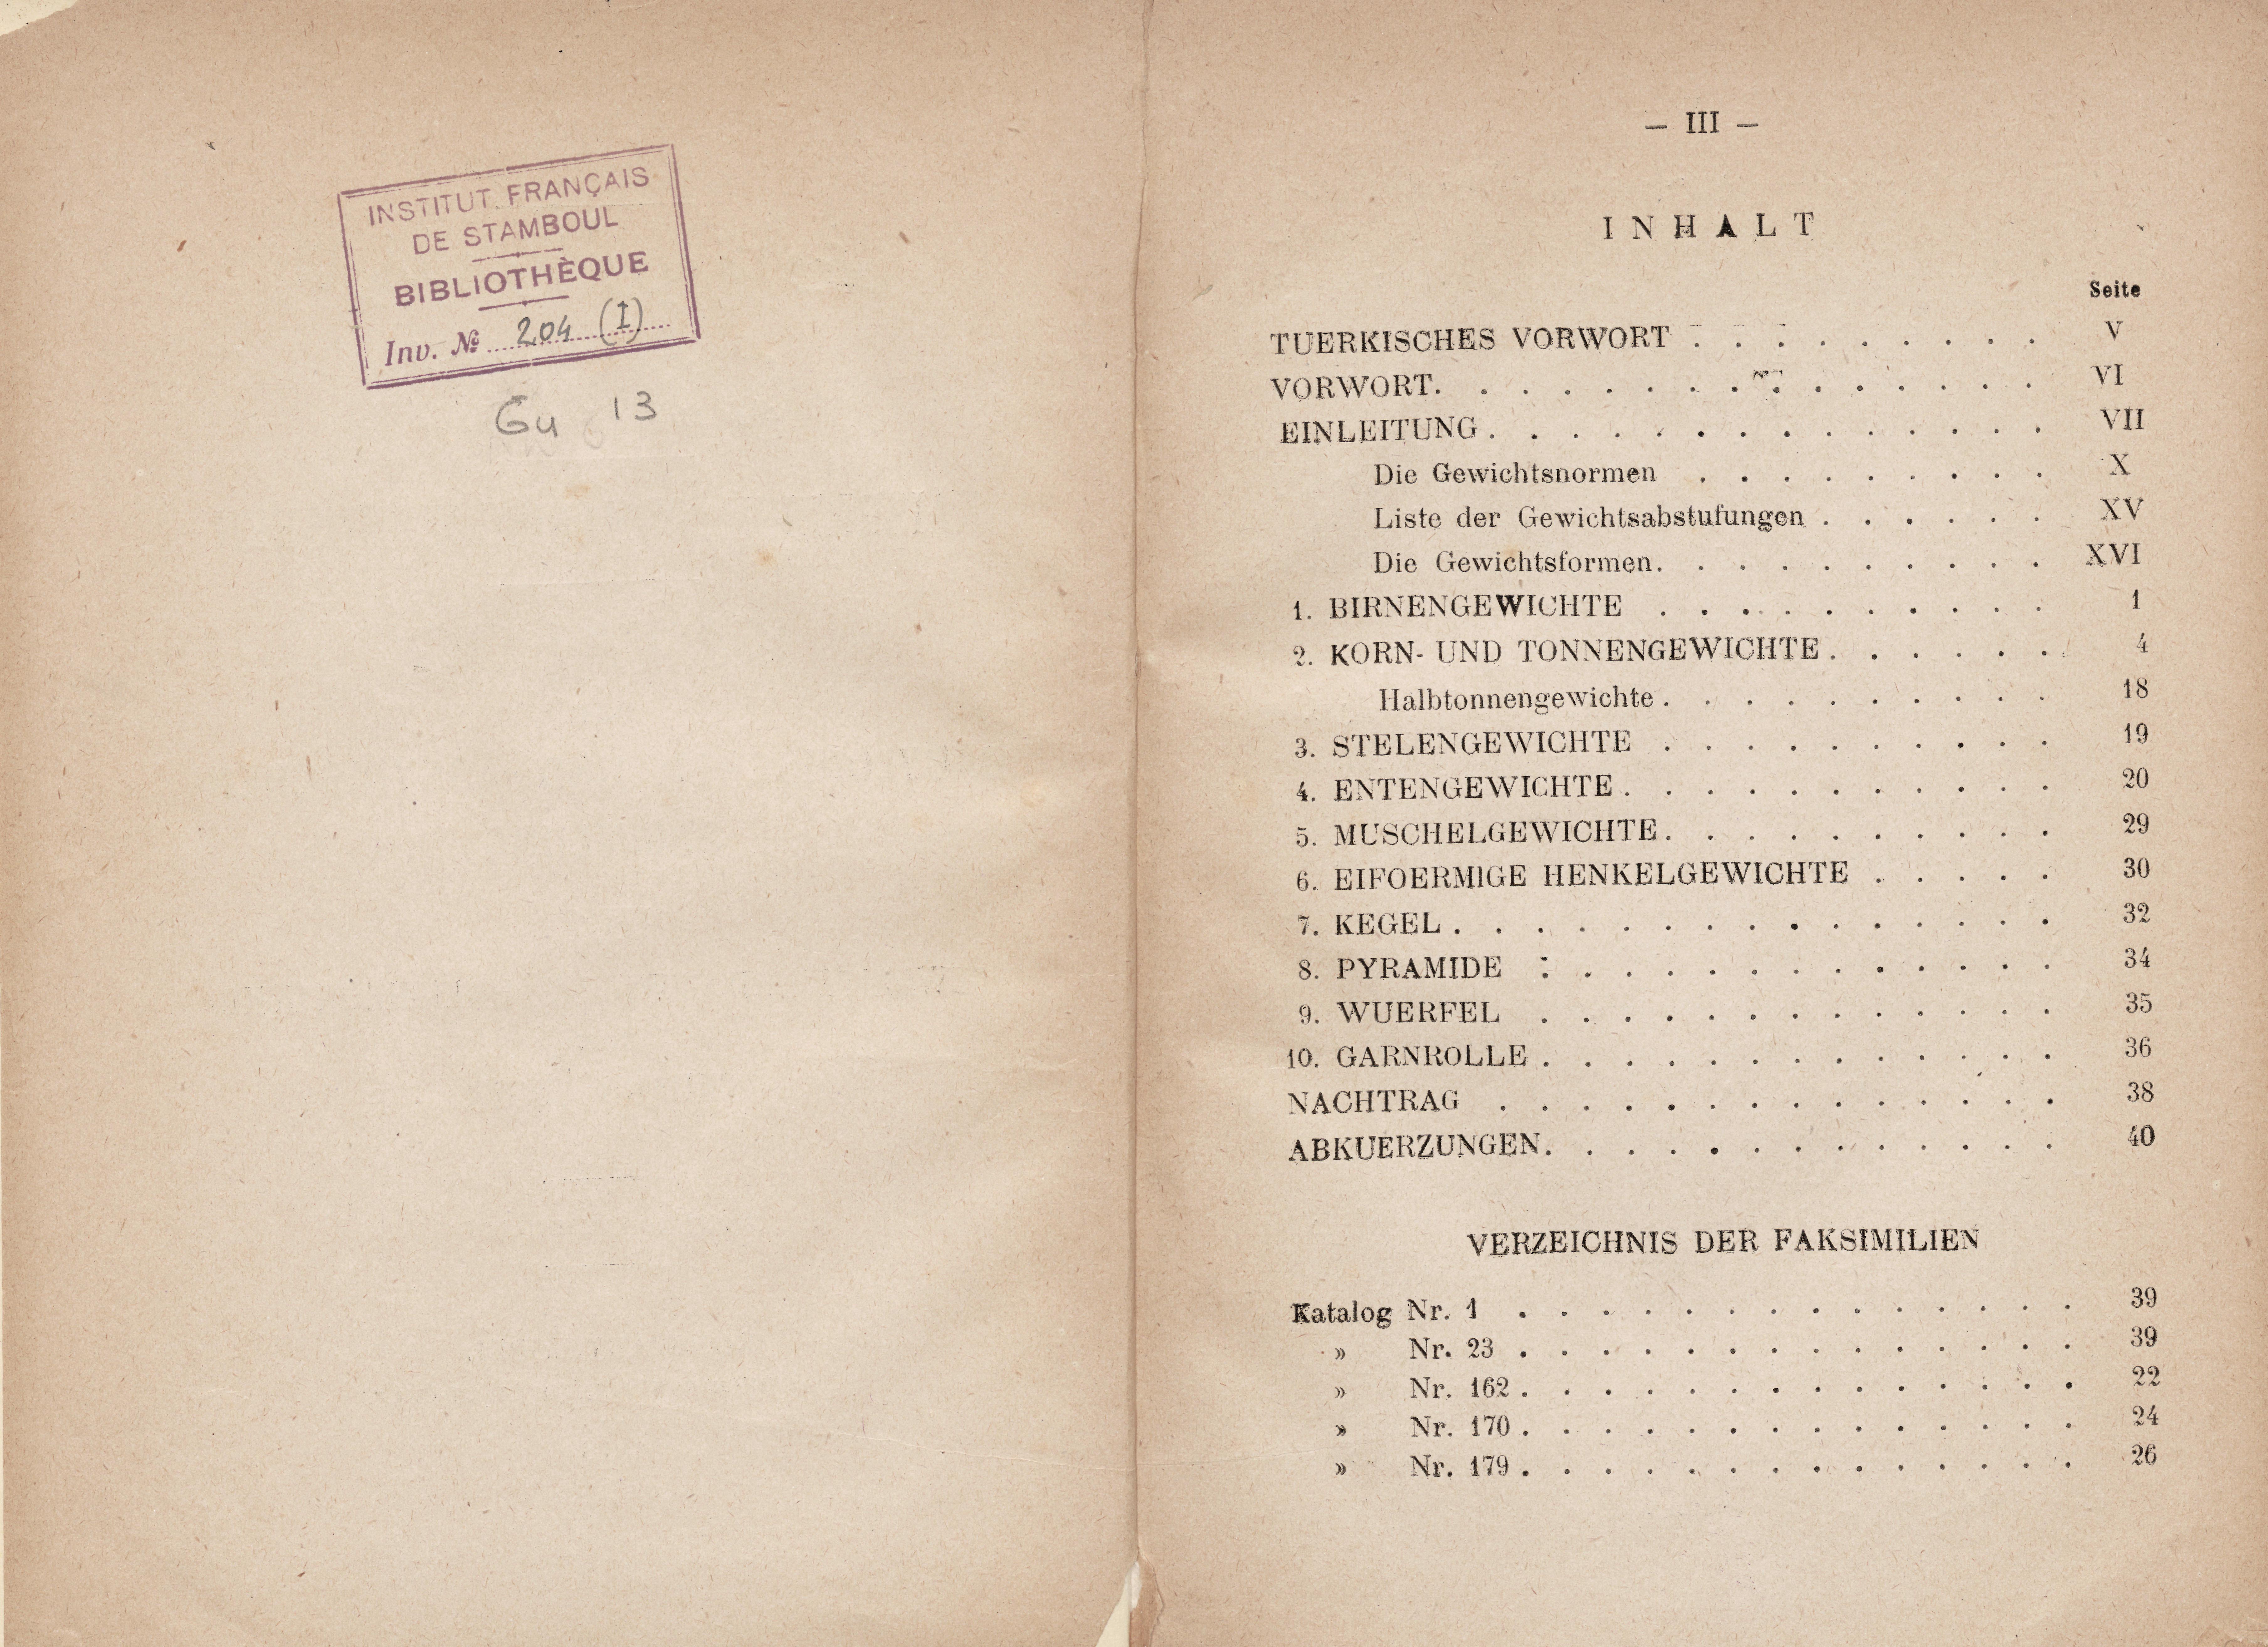 INSTITUT FRANÇAIS
DE STAMBOUL
BIBLIOTHÈQUE
Inv. № 204 (I)
Gu 13
— III —
INHALT
Seite
TUERKISCHES VORWORT . . . . . . . . . V
VORWORT. . . . . . . . . . . . . . . VI
EINLEITUNG . . . . . . . . . . . . . . VII
Die Gewichtsnormen . . . . . . . . . X
Liste der Gewichtsabstufungen . . . . . . XV
Die Gewichtsformen. . . . . . . . . . XVI
1. BIRNENGEWICHTE . . . . . . . . . . 1
2. KORN- UND TONNENGEWICHTE . . . . . . 4
Halbtonnengewichte . . . . . . . . . . 18
3. STELENGEWICHTE . . . . . . . . . . 19
4. ENTENGEWICHTE . . . . . . . . . . . 20
5. MUSCHELGEWICHTE. . . . . . . . . . 29
6. EIFOERMIGE HENKELGEWICHTE . . . . . 30
7. KEGEL . . . . . . . . . . . . . . . 32
8. PYRAMIDE . . . . . . . . . . . . . 34
9. WUERFEL . . . . . . . . . . . . . 35
10. GARNROLLE . . . . . . . . . . . . . 36
NACHTRAG . . . . . . . . . . . . . . 38
ABKUERZUNGEN. . . . . . . . . . . . . 40
VERZEICHNIS DER FAKSIMILIEN
Katalog Nr. 1 . . . . . . . . . . . . . . 39
» Nr. 23 . . . . . . . . . . . . . . 39
» Nr. 162 . . . . . . . . . . . . . . 22
» Nr. 170 . . . . . . . . . . . . . . 24
» Nr. 179 . . . . . . . . . . . . . . 26